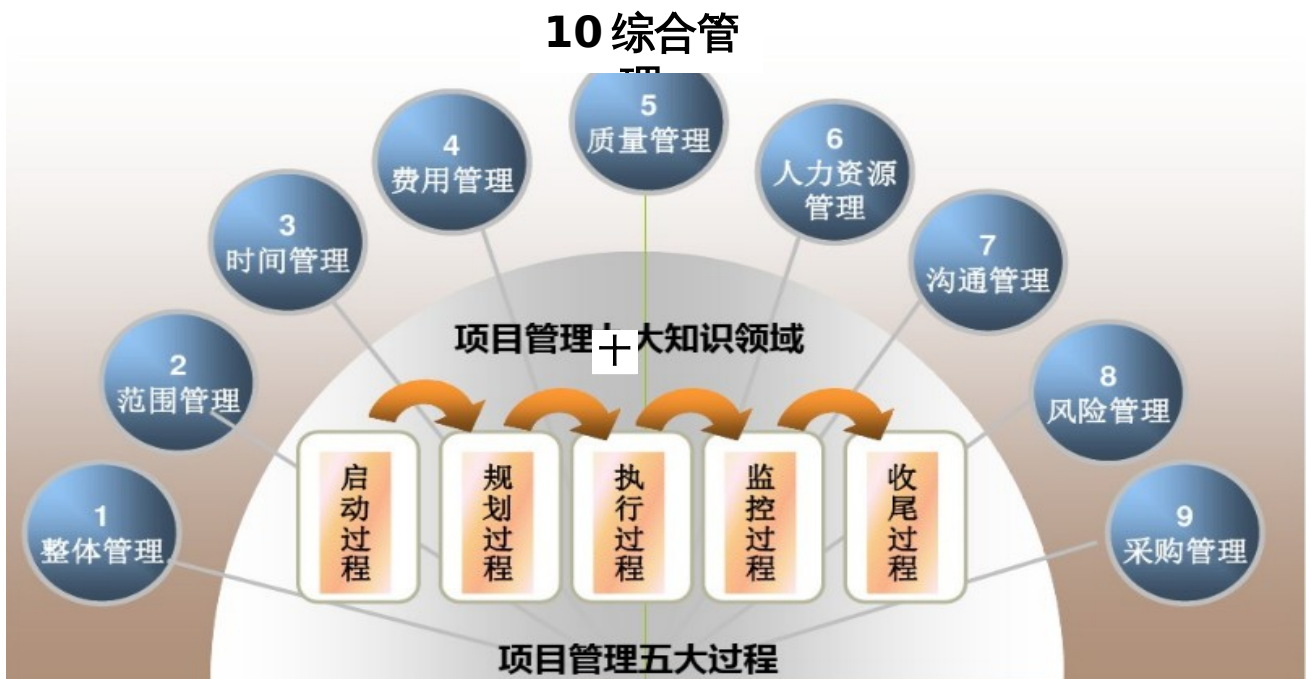 10 综合管
理
5
质量管理
4
费用管理
6
人力资源
管理
3
时间管理
7
沟通管理
项目管理十大知识领域
2
范围管理
8
风险管理
1
整体管理
启动过程
规划过程
执行过程
监控过程
收尾过程
9
采购管理
项目管理五大过程